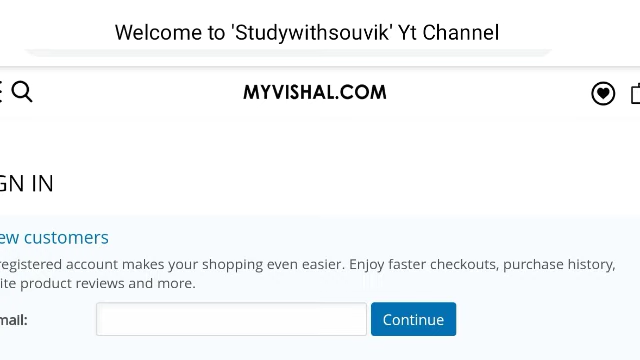 Welcome to 'Studywithsouvik' Yt Channel
MYVISHAL.COM
GN IN
ew customers
registered account makes your shopping even easier. Enjoy faster checkouts, purchase history,
ite product reviews and more.
mail:
Continue